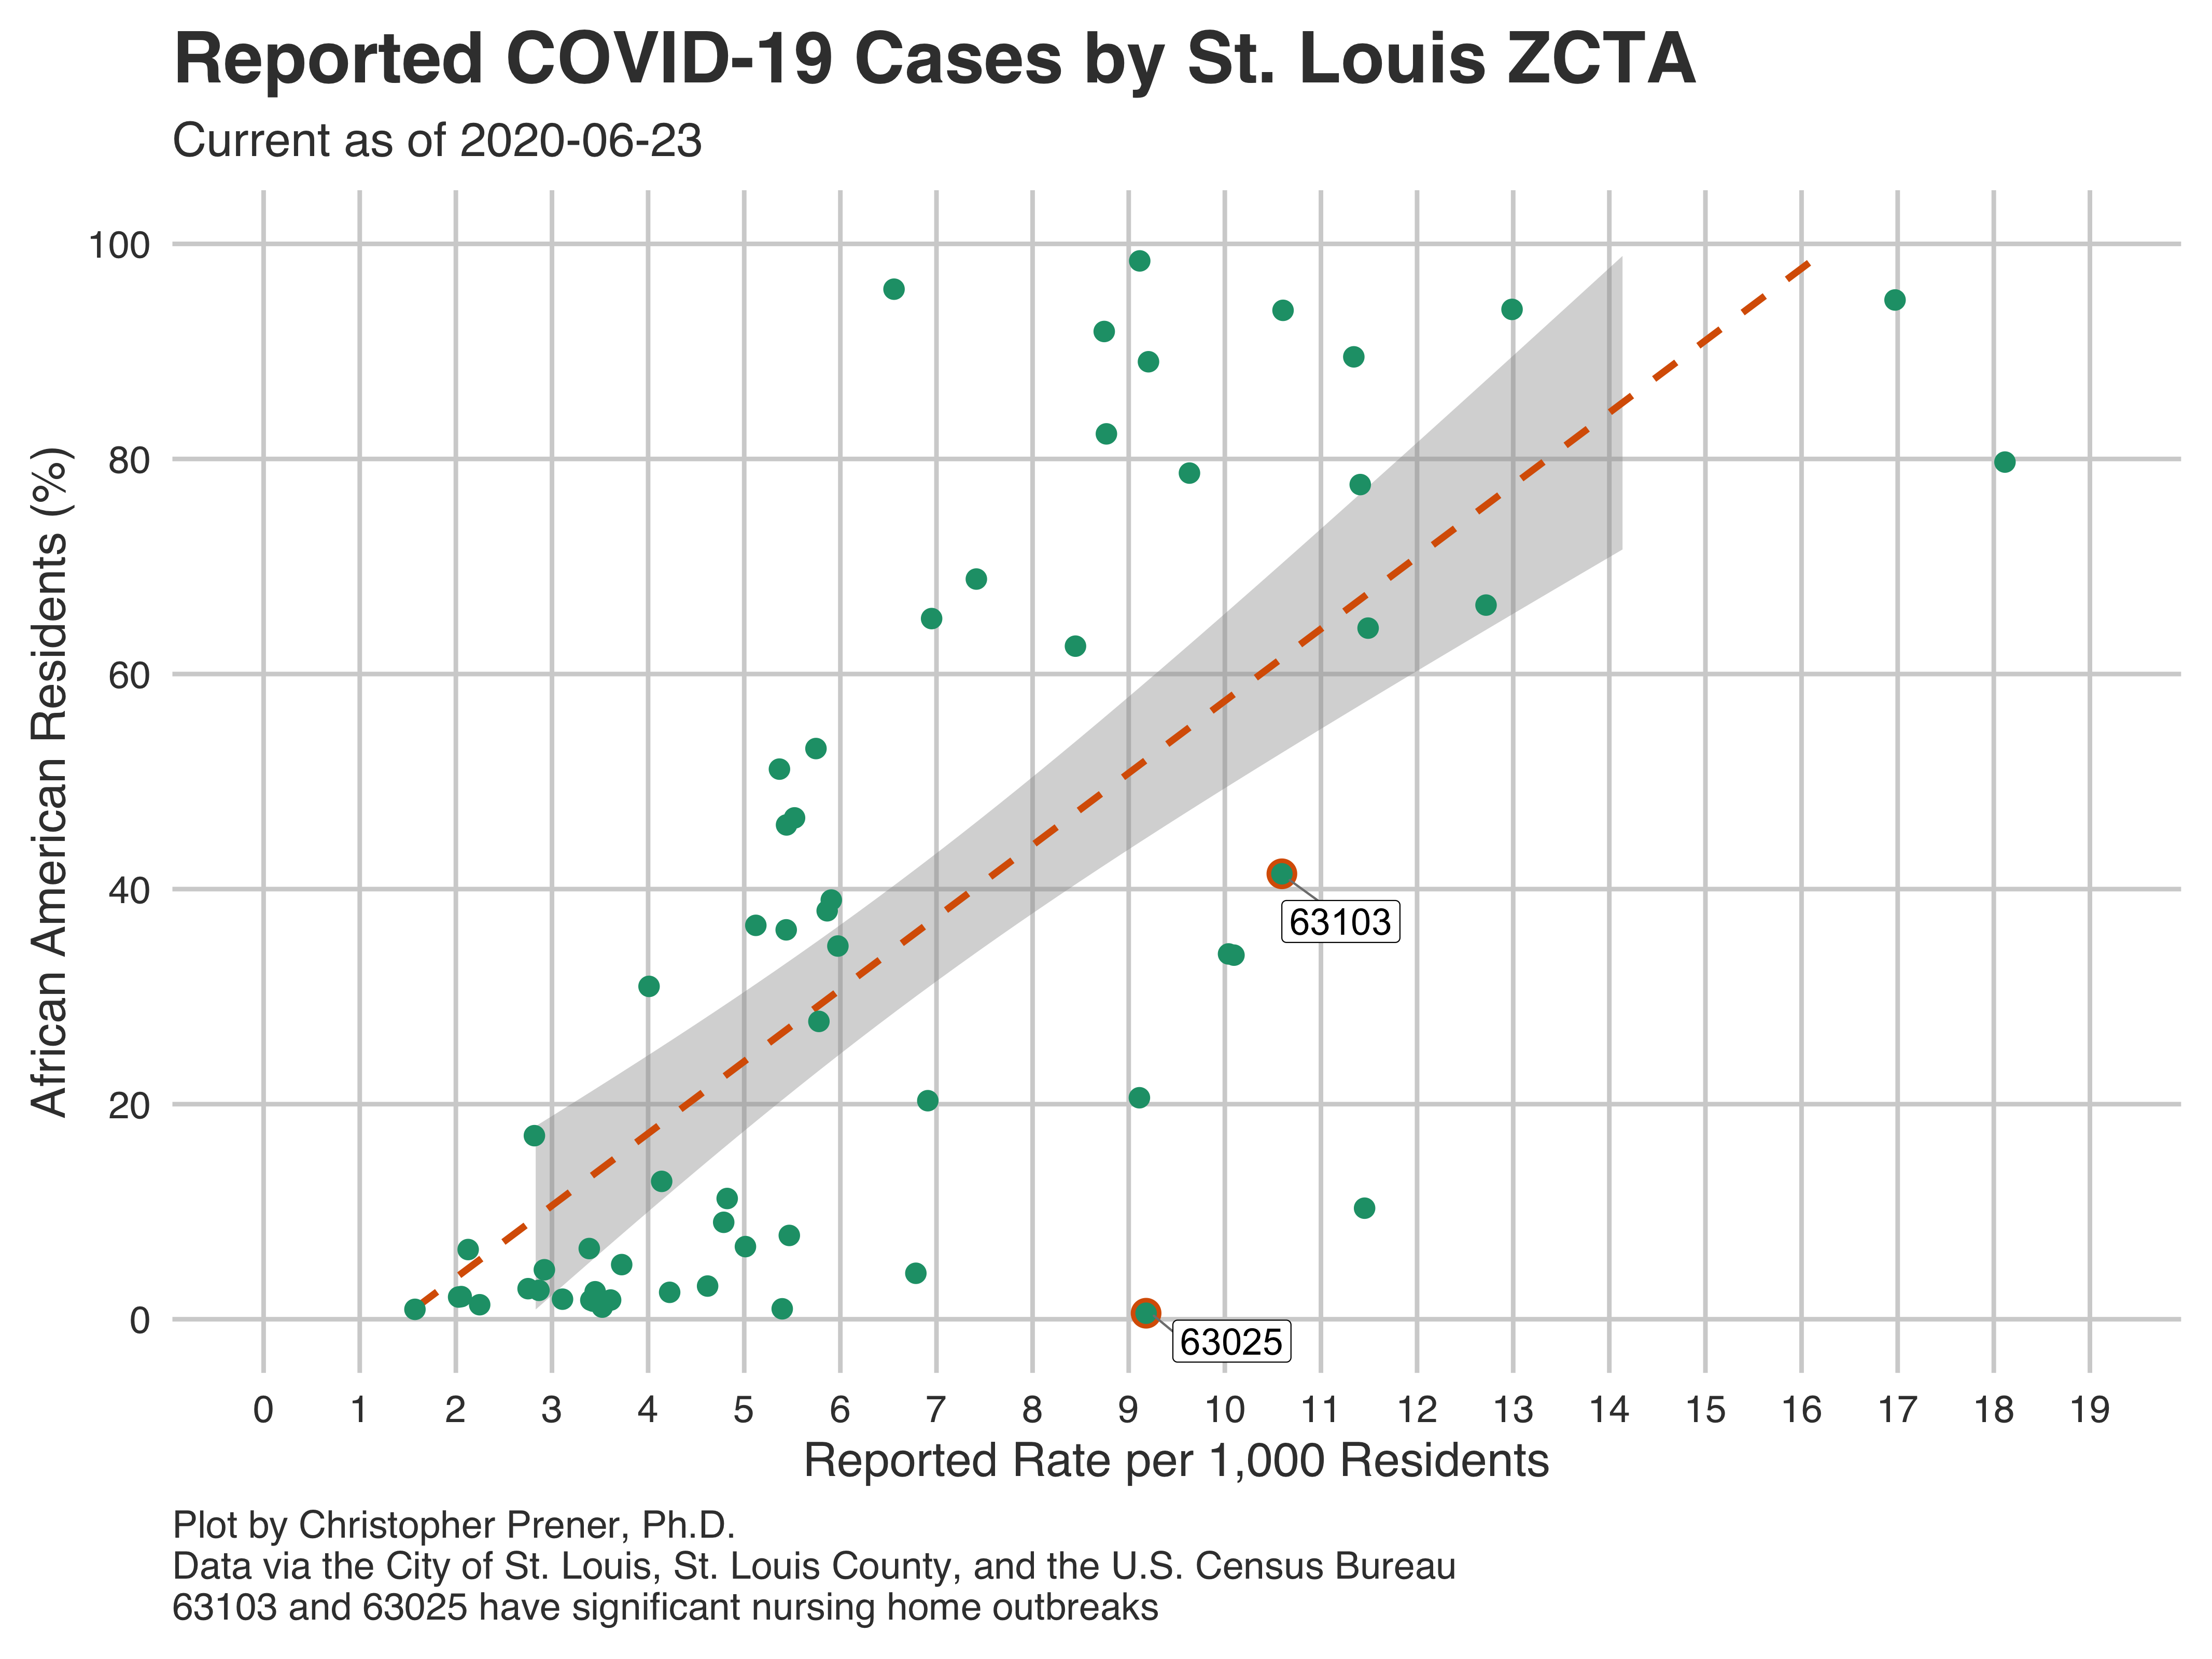 Reported COVID-19 Cases by St. Louis ZCTA
Current as of 2020-06-23
African American Residents (%)
100
80
60
40
20
0
63103
63025
0 1 2 3 4 5 6 7 8 9 10 11 12 13 14 15 16 17 18 19
Reported Rate per 1,000 Residents
Plot by Christopher Prener, Ph.D.
Data via the City of St. Louis, St. Louis County, and the U.S. Census Bureau
63103 and 63025 have significant nursing home outbreaks